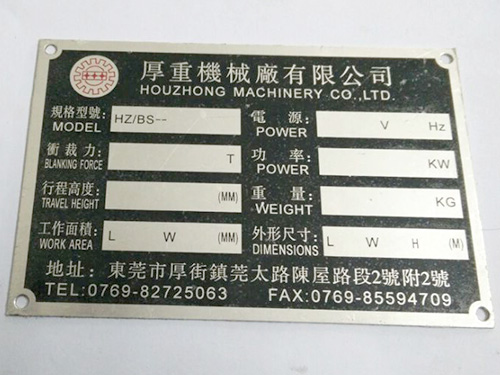 厚重機械廠有限公司
HOUZHONG MACHINERY CO.,LTD.
規格型號: HZ/BS-- 電 源: V Hz
MODEL POWER
衝裁力: T 功 率: KW
BLANKING FORCE POWER
行程高度: (MM) 重 量: KG
TRAVEL HEIGHT WEIGHT
工作面積: L W (MM) 外形尺寸: L W H (M)
WORK AREA DIMENSIONS
地址: 東莞市厚街鎮莞太路陳屋路段2號附2號
TEL:0769-82725063 FAX:0769-85594709